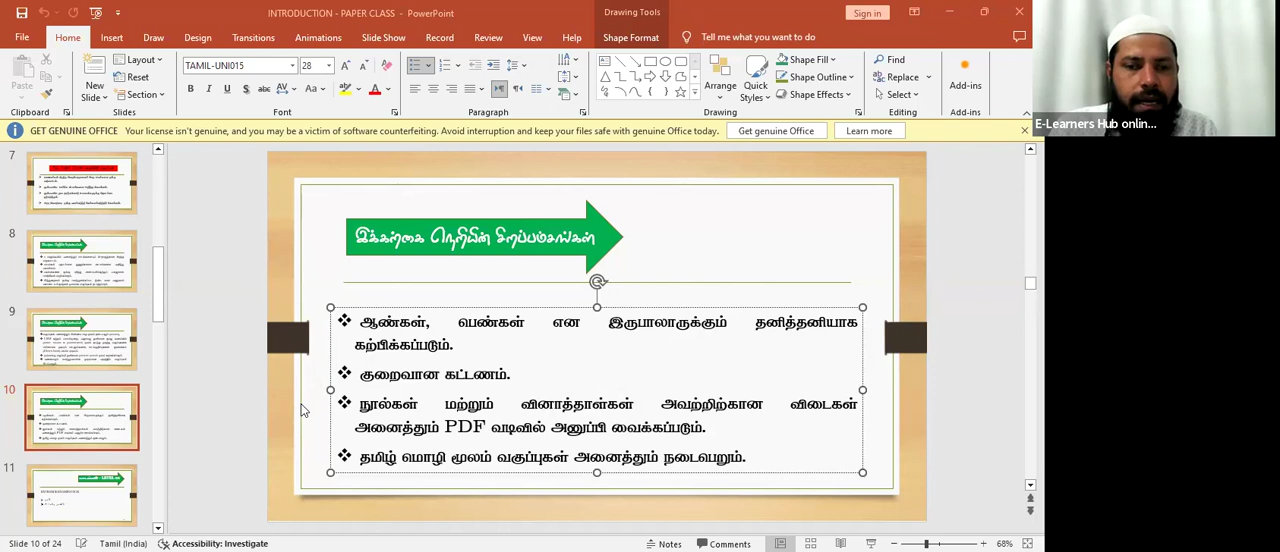 INTRODUCTION - PAPER CLASS - PowerPoint
Drawing Tools
Sign in
File Home Insert Draw Design Transitions Animations Slide Show Record Review View Help Shape Format Tell me what you want to do
Paste
New Slide
Layout
Reset
Section
TAMIL-UNI015 28
Arrange
Quick Styles
Shape Fill
Shape Outline
Shape Effects
Find
Replace
Select
Add-ins
Clipboard Slides Font Paragraph Drawing Editing Add-ins
GET GENUINE OFFICE Your license isn't genuine, and you may be a victim of software counterfeiting. Avoid interruption and keep your files safe with genuine Office today. Get genuine Office Learn more
E-Learners Hub onlin...
7
8
9
10
11
இக்கற்கை நெறியின் சிறப்பம்சங்கள்
❖ ஆண்கள், பெண்கள் என இருபாலாருக்கும் தனித்தனியாக
கற்பிக்கப்படும்.
❖ குறைவான கட்டணம்.
❖ நூல்கள் மற்றும் வினாத்தாள்கள் அவற்றிற்கான விடைகள்
அனைத்தும் PDF வடிவில் அனுப்பி வைக்கப்படும்.
❖ தமிழ் மொழி மூலம் வகுப்புகள் அனைத்தும் நடைபெறும்.
Slide 10 of 24 Tamil (India) Accessibility: Investigate Notes Comments 68%